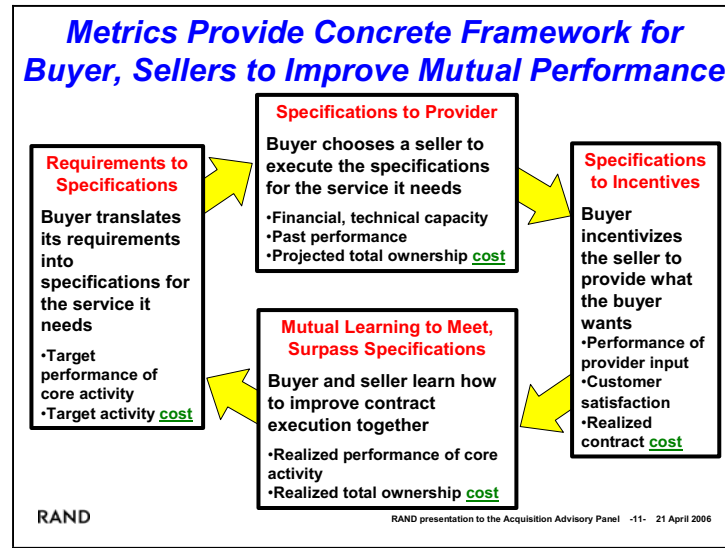 Metrics Provide Concrete Framework for
Buyer, Sellers to Improve Mutual Performance
Requirements to
Specifications
Buyer translates
its requirements
into
specifications for
the service it
needs
•Target
performance of
core activity
•Target activity cost
Specifications to Provider
Buyer chooses a seller to
execute the specifications
for the service it needs
•Financial, technical capacity
•Past performance
•Projected total ownership cost
Specifications
to Incentives
Buyer
incentivizes
the seller to
provide what
the buyer
wants
•Performance of
provider input
•Customer
satisfaction
•Realized
contract cost
Mutual Learning to Meet,
Surpass Specifications
Buyer and seller learn how
to improve contract
execution together
•Realized performance of core
activity
•Realized total ownership cost
RAND
RAND presentation to the Acquisition Advisory Panel -11- 21 April 2006